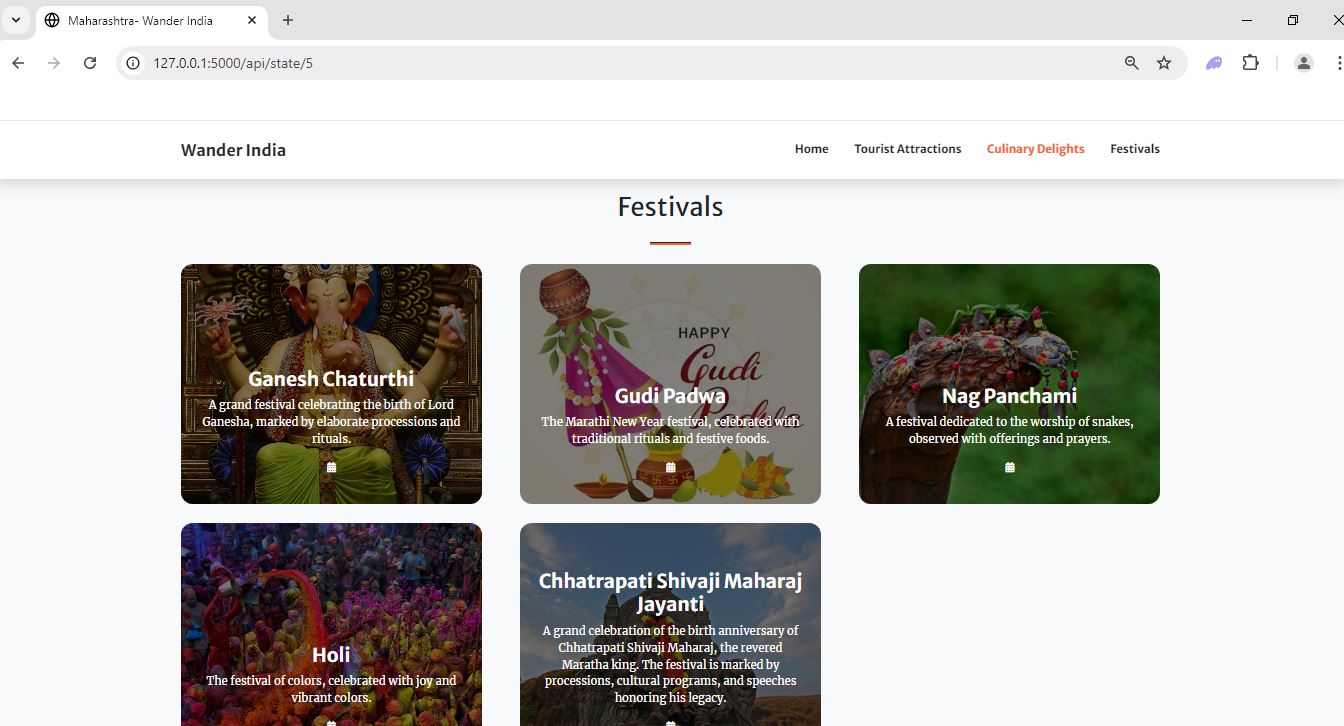 Maharashtra- Wander India
127.0.0.1:5000/api/state/5
Wander India
Home Tourist Attractions Culinary Delights Festivals
Festivals
Ganesh Chaturthi
A grand festival celebrating the birth of Lord
Ganesha, marked by elaborate processions and
rituals.
HAPPY
Gudi
Padwa
Gudi Padwa
The Marathi New Year festival, celebrated with
traditional rituals and festive foods.
Nag Panchami
A festival dedicated to the worship of snakes,
observed with offerings and prayers.
Holi
The festival of colors, celebrated with joy and
vibrant colors.
Chhatrapati Shivaji Maharaj
Jayanti
A grand celebration of the birth anniversary of
Chhatrapati Shivaji Maharaj, the revered
Maratha king. The festival is marked by
processions, cultural programs, and speeches
honoring his legacy.